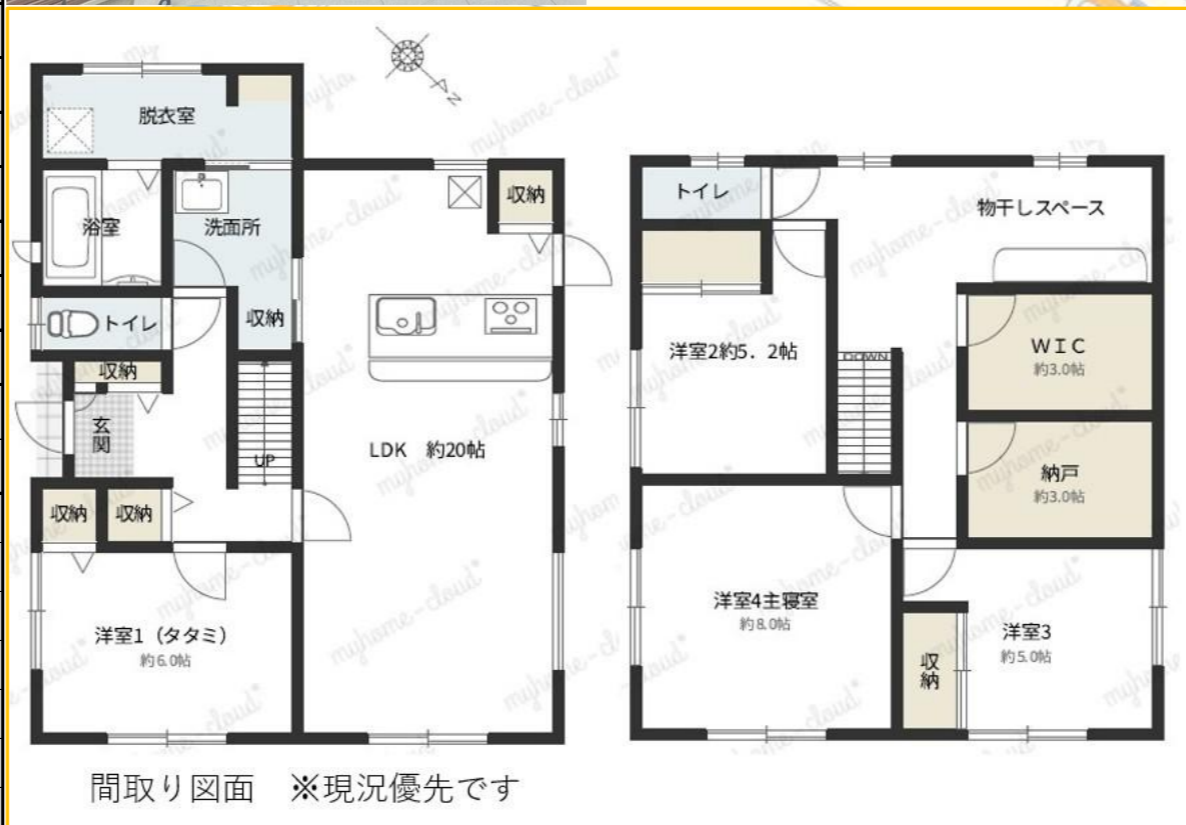 N
脱衣室
浴室
洗面所
収納
トイレ
収納
収納
玄関
UP
LDK 約20帖
収納
収納
洋室1（タタミ）
約6.0帖
トイレ
物干しスペース
洋室2約5．2帖
DOWN
WIC
約3.0帖
納戸
約3.0帖
洋室4主寝室
約8.0帖
洋室3
約5.0帖
収納
間取り図面　※現況優先です
myhome-cloud